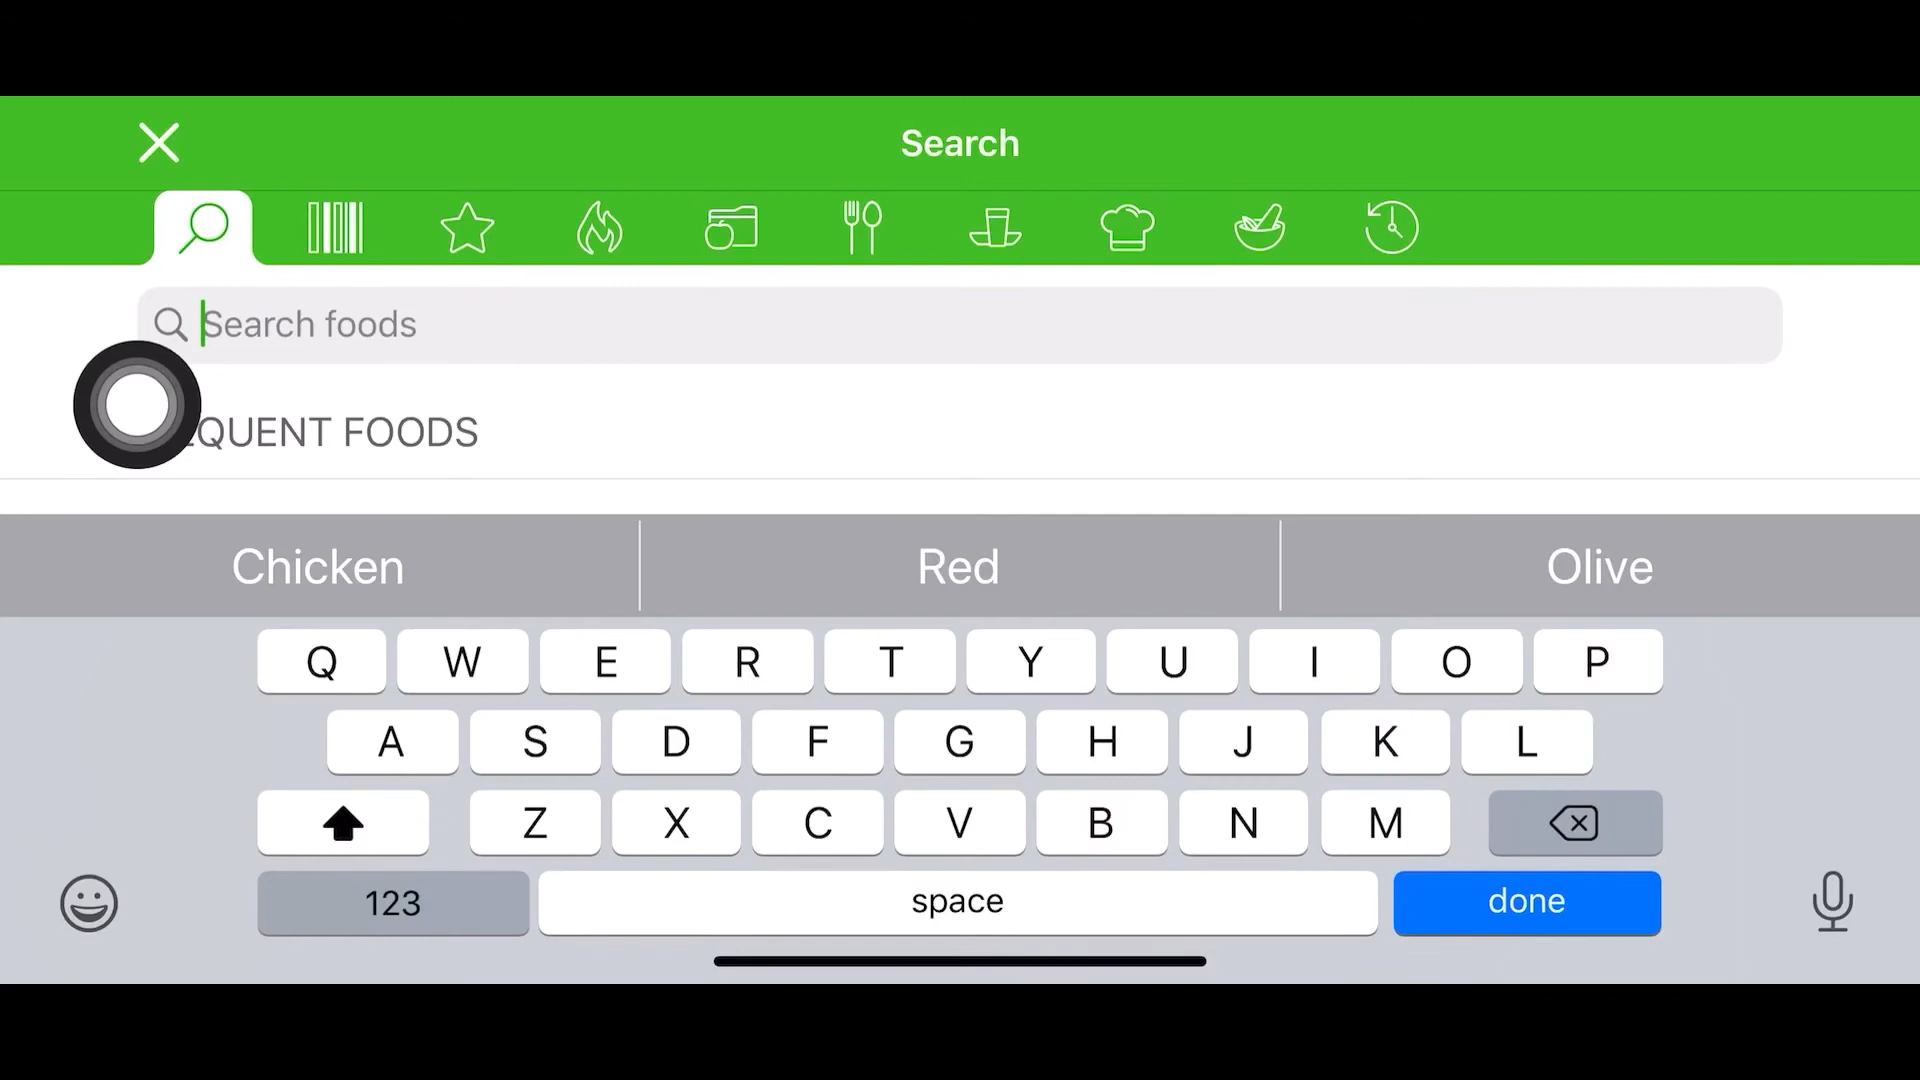 Search
Search foods
QUENT FOODS
Chicken Red Olive
Q W E R T Y U I O P
A S D F G H J K L
Z X C V B N M
123 space done